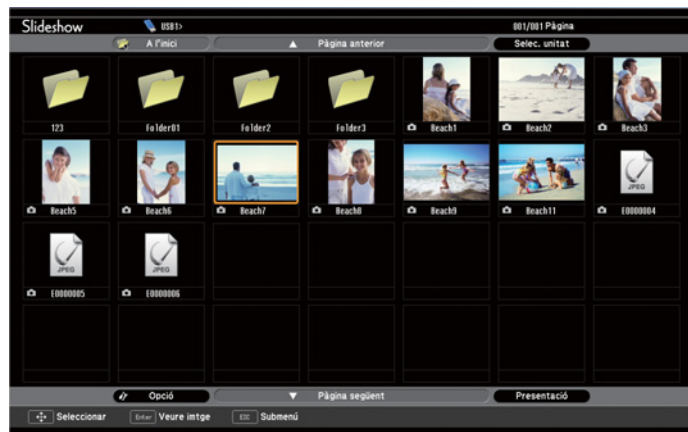 Slideshow USB1> 001/001 Pàgina
A l'inici ▲ Pàgina anterior Selec. unitat
123 Folder01 Folder2 Folder3 Beach1 Beach2 Beach3
Beach5 Beach6 Beach7 Beach8 Beach9 Beach11 JPEG E0000004
JPEG E0000005 JPEG E0000006
Opció ▼ Pàgina següent Presentació
Seleccionar Enter Veure imtge ESC Submenú